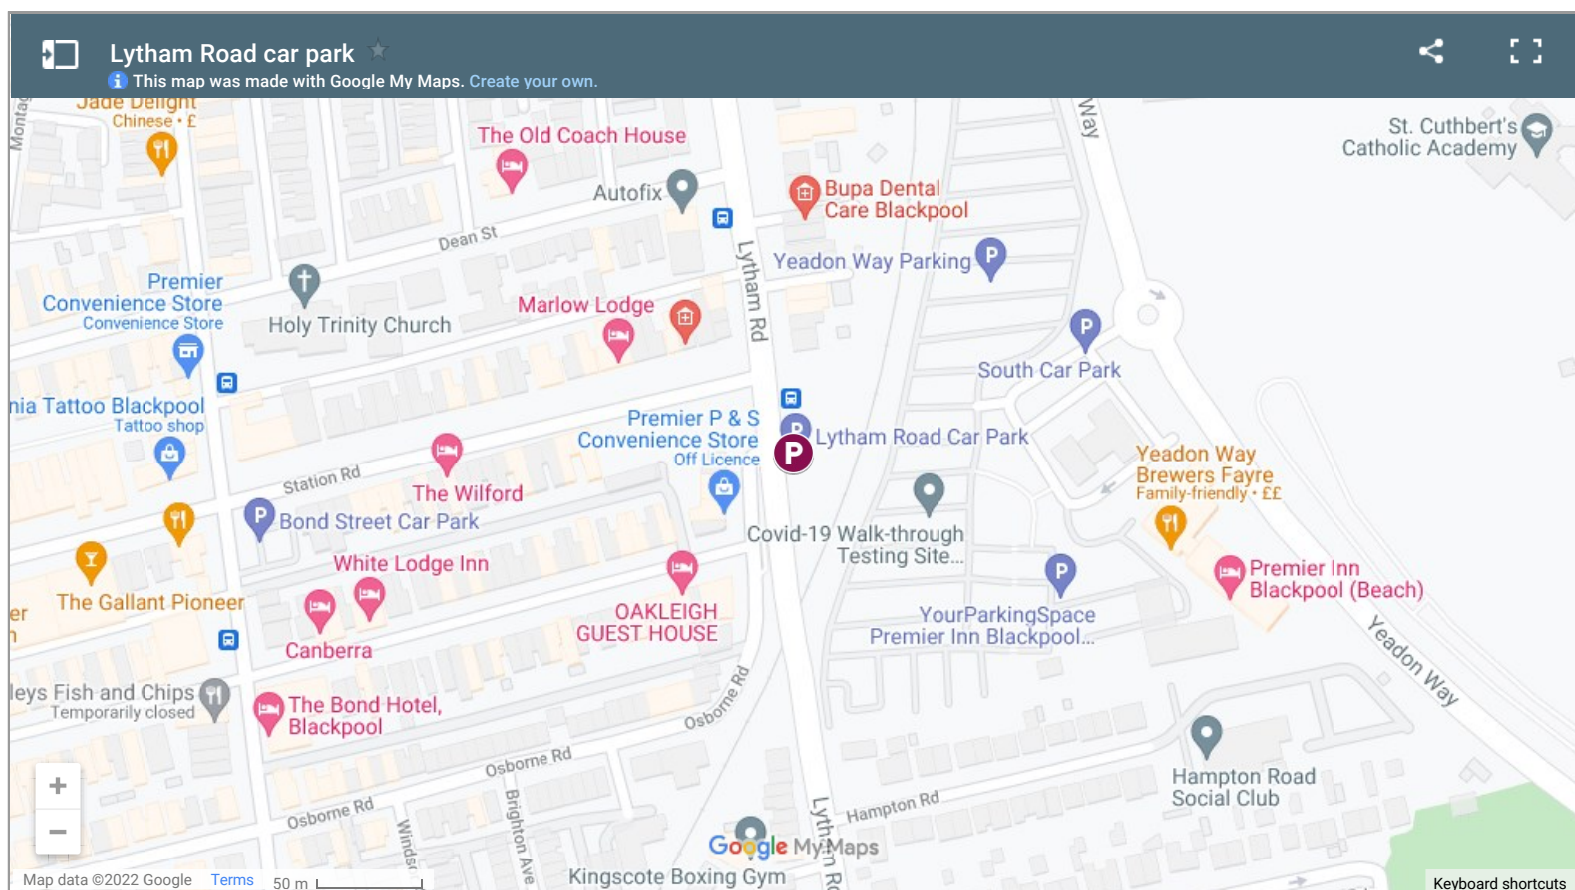 Lytham Road car park
This map was made with Google My Maps. Create your own.
Jade Delight
Chinese • £
Way
St. Cuthbert's
Catholic Academy
The Old Coach House
Autofix
Bupa Dental
Care Blackpool
Dean St
Lytham Rd
Yeadon Way Parking
P
Premier
Convenience Store
Convenience Store
Holy Trinity Church
Marlow Lodge
P
South Car Park
nia Tattoo Blackpool
Tattoo shop
Premier P & S
Convenience Store
Off Licence
P
Lytham Road Car Park
P
Yeadon Way
Brewers Fayre
Family-friendly • ££
Station Rd
The Wilford
P
Bond Street Car Park
Covid-19 Walk-through
Testing Site...
White Lodge Inn
P
Premier Inn
Blackpool (Beach)
The Gallant Pioneer
er
n
OAKLEIGH
GUEST HOUSE
YourParkingSpace
Premier Inn Blackpool...
Canberra
Yeadon Way
leys Fish and Chips
Temporarily closed
The Bond Hotel,
Blackpool
Osborne Rd
Osborne Rd
Osborne Rd
Hampton Road
Social Club
Brighton Ave
Windsc
Lytham Rd
Hampton Rd
Google My Maps
Kingscote Boxing Gym
+
−
Map data ©2022 Google
Terms
50 m
Keyboard shortcuts